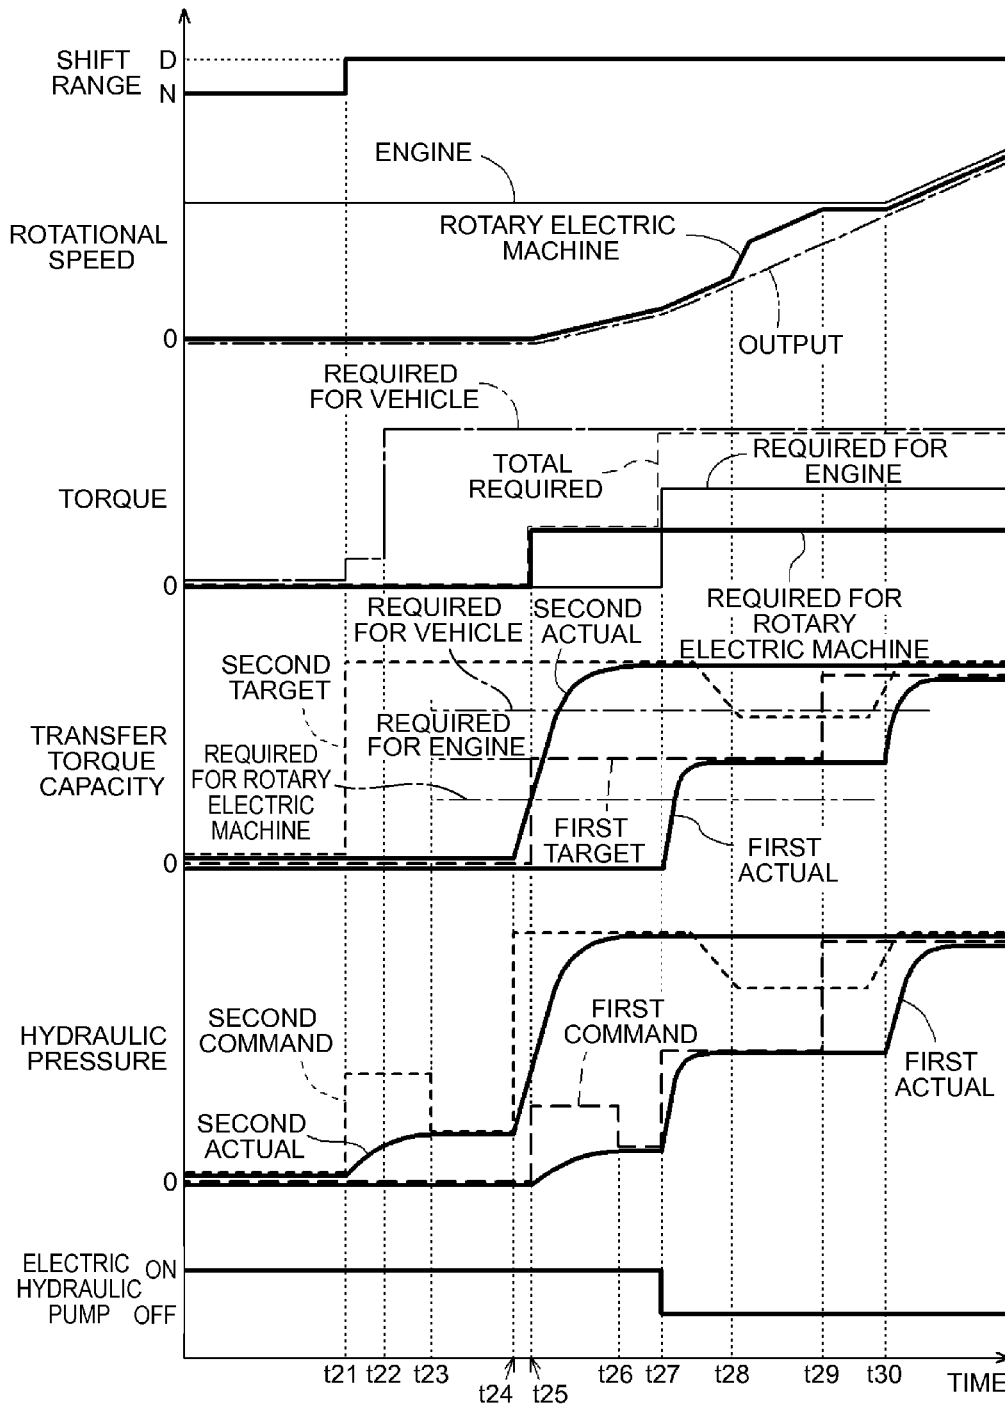 SHIFT RANGE
D
N
ENGINE
ROTATIONAL SPEED
ROTARY ELECTRIC MACHINE
0
OUTPUT
REQUIRED FOR VEHICLE
TOTAL REQUIRED
REQUIRED FOR ENGINE
TORQUE
0
REQUIRED FOR VEHICLE
SECOND ACTUAL
REQUIRED FOR ROTARY ELECTRIC MACHINE
SECOND TARGET
REQUIRED FOR ENGINE
TRANSFER TORQUE CAPACITY
REQUIRED FOR ROTARY ELECTRIC MACHINE
FIRST TARGET
FIRST ACTUAL
0
SECOND COMMAND
FIRST COMMAND
HYDRAULIC PRESSURE
FIRST ACTUAL
SECOND ACTUAL
0
ELECTRIC HYDRAULIC PUMP
ON
OFF
t21 t22 t23 t24 t25 t26 t27 t28 t29 t30 TIME